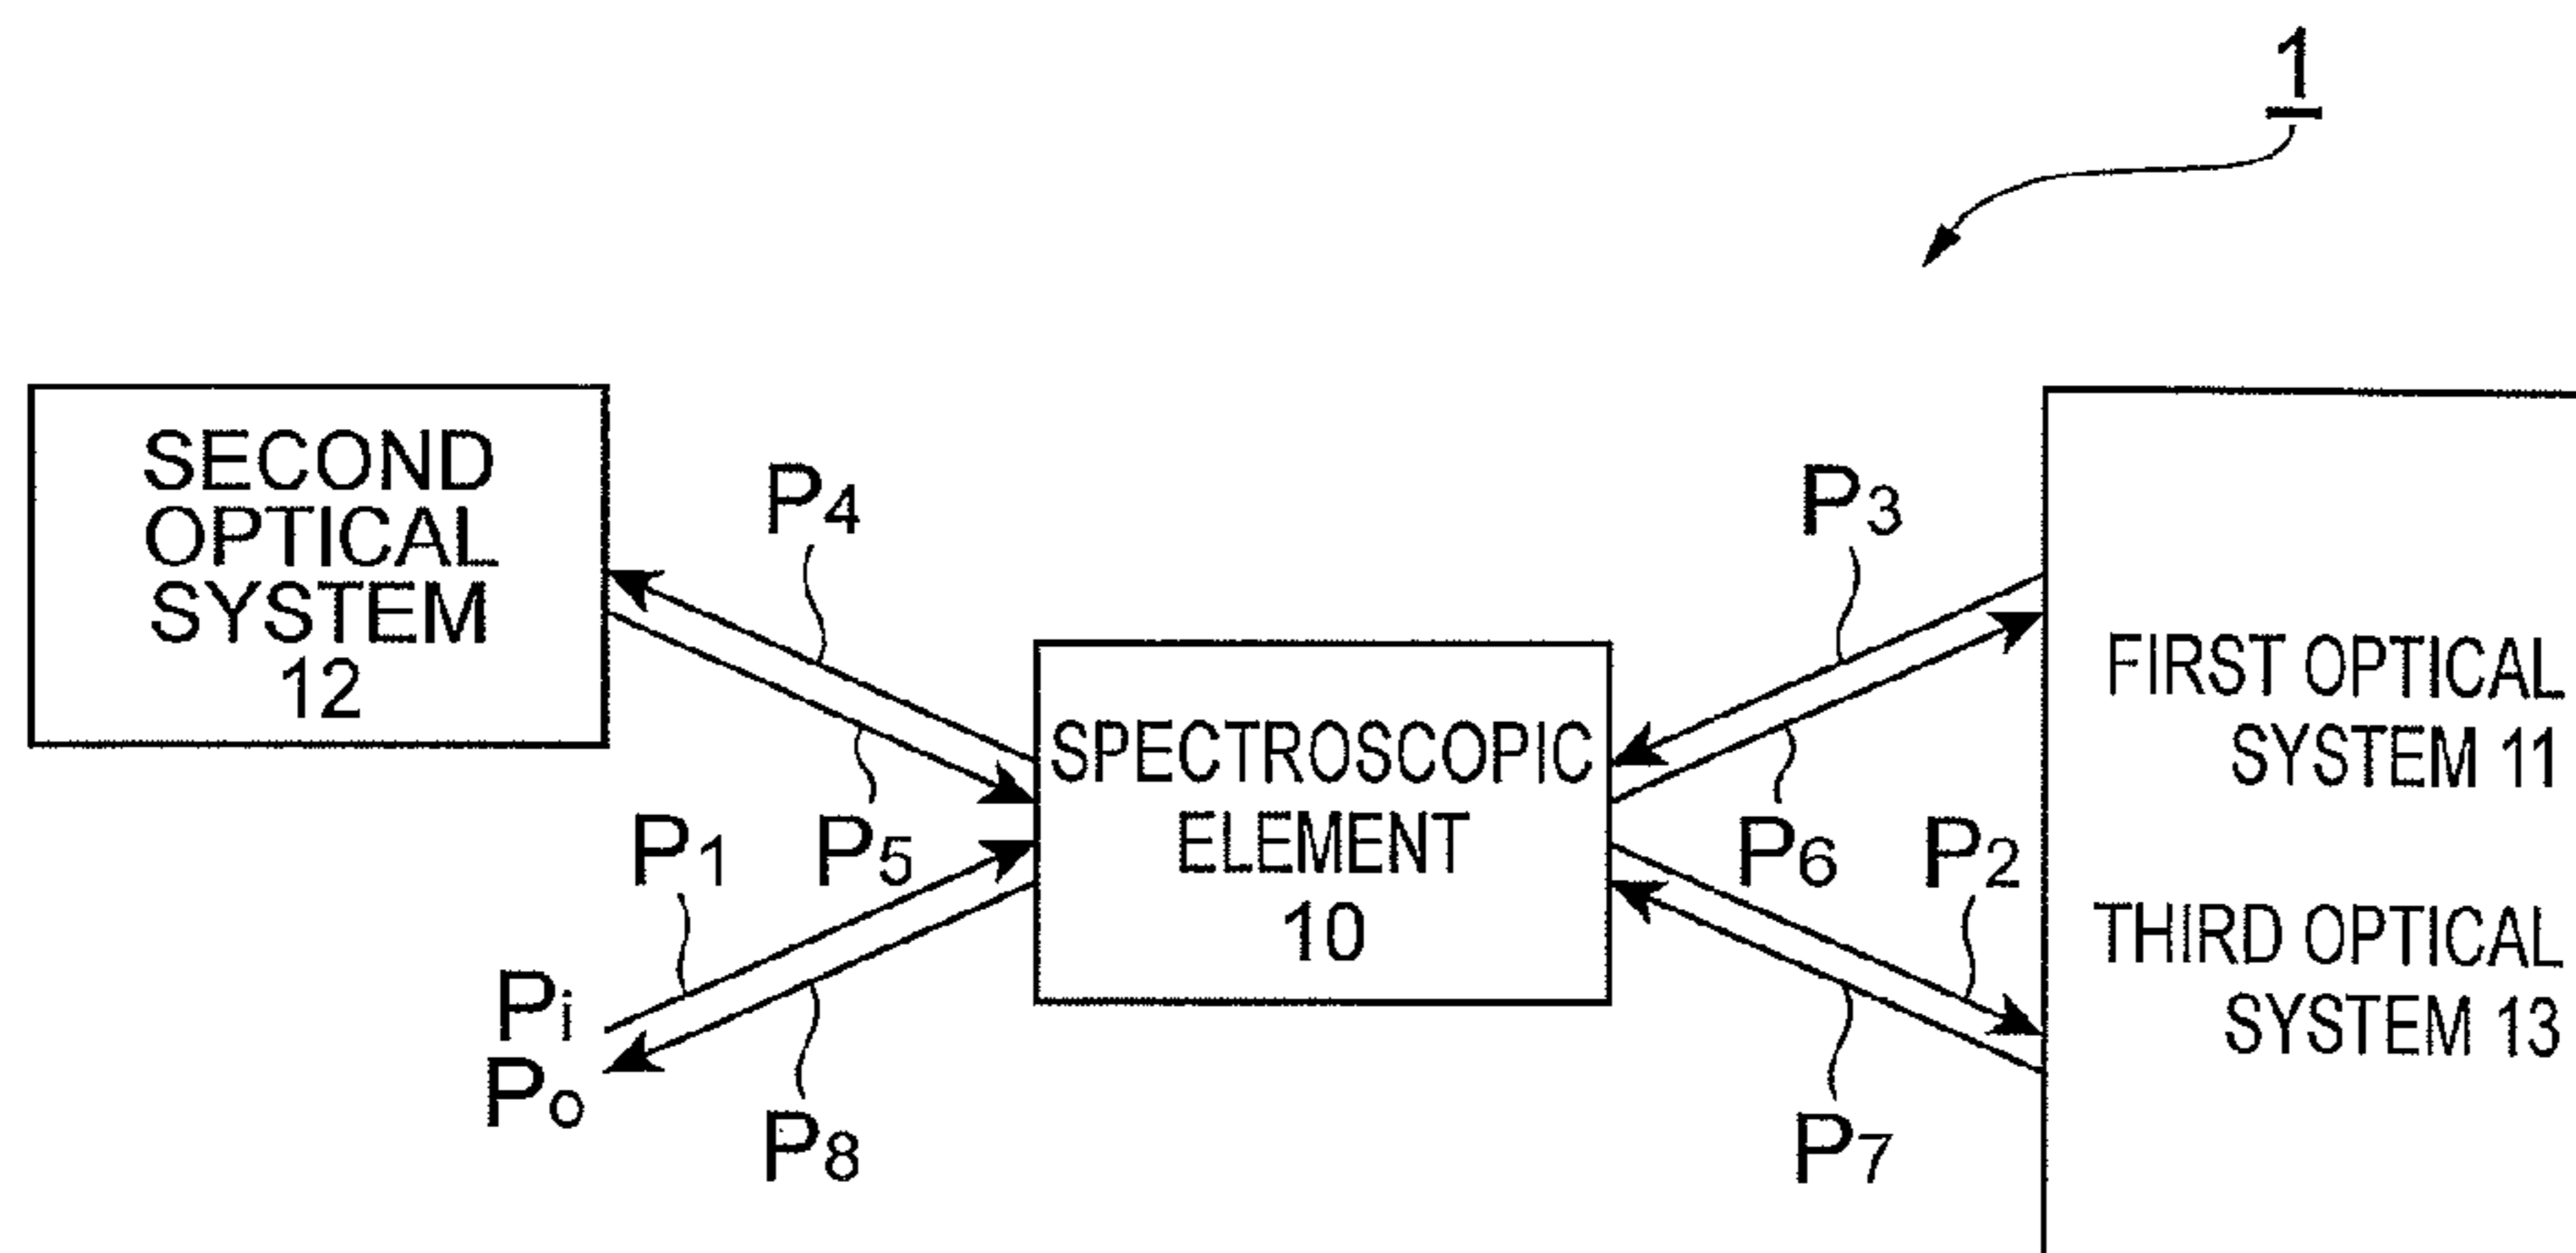 1
SECOND
OPTICAL
SYSTEM
12
P4
P3
P5
P1
Pi
Po
P8
SPECTROSCOPIC
ELEMENT
10
P6
P2
P7
FIRST OPTICAL
SYSTEM 11
THIRD OPTICAL
SYSTEM 13